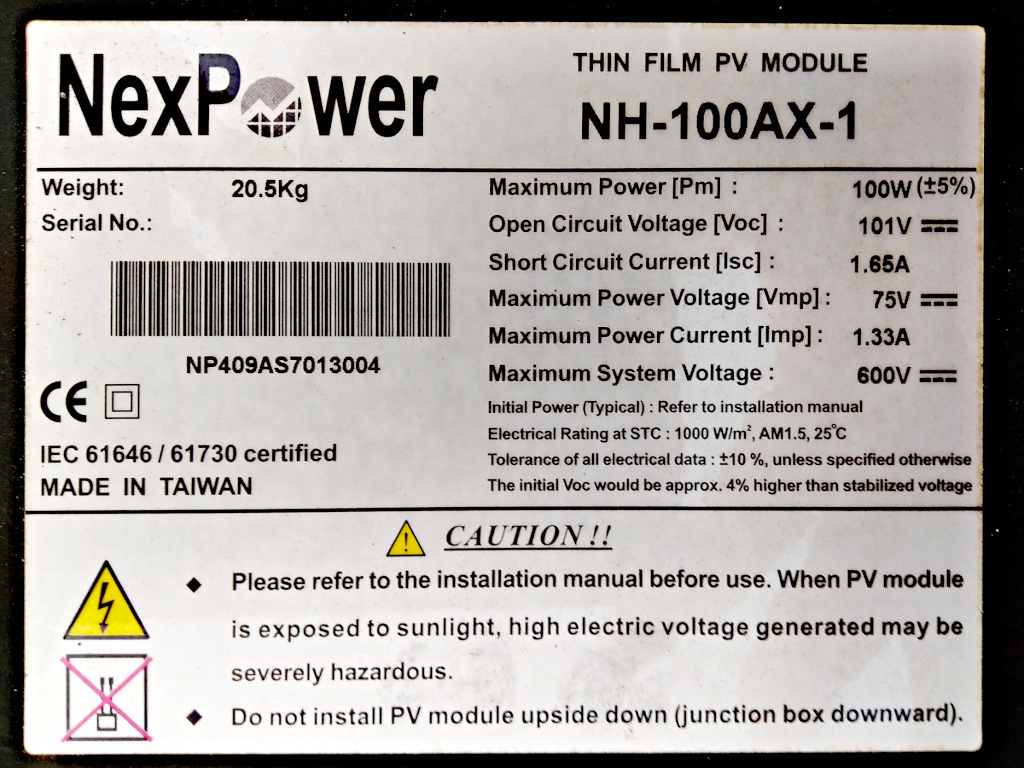 NexPower
THIN FILM PV MODULE
NH-100AX-1
Weight: 20.5Kg
Serial No.:
NP409AS7013004
CE
IEC 61646 / 61730 certified
MADE IN TAIWAN
Maximum Power [Pm] : 100W (±5%)
Open Circuit Voltage [Voc] : 101V
Short Circuit Current [Isc] : 1.65A
Maximum Power Voltage [Vmp] : 75V
Maximum Power Current [Imp] : 1.33A
Maximum System Voltage : 600V
Initial Power (Typical) : Refer to installation manual
Electrical Rating at STC : 1000 W/m², AM1.5, 25°C
Tolerance of all electrical data : ±10 %, unless specified otherwise
The initial Voc would be approx. 4% higher than stabilized voltage
CAUTION !!
◆ Please refer to the installation manual before use. When PV module
is exposed to sunlight, high electric voltage generated may be
severely hazardous.
◆ Do not install PV module upside down (junction box downward).